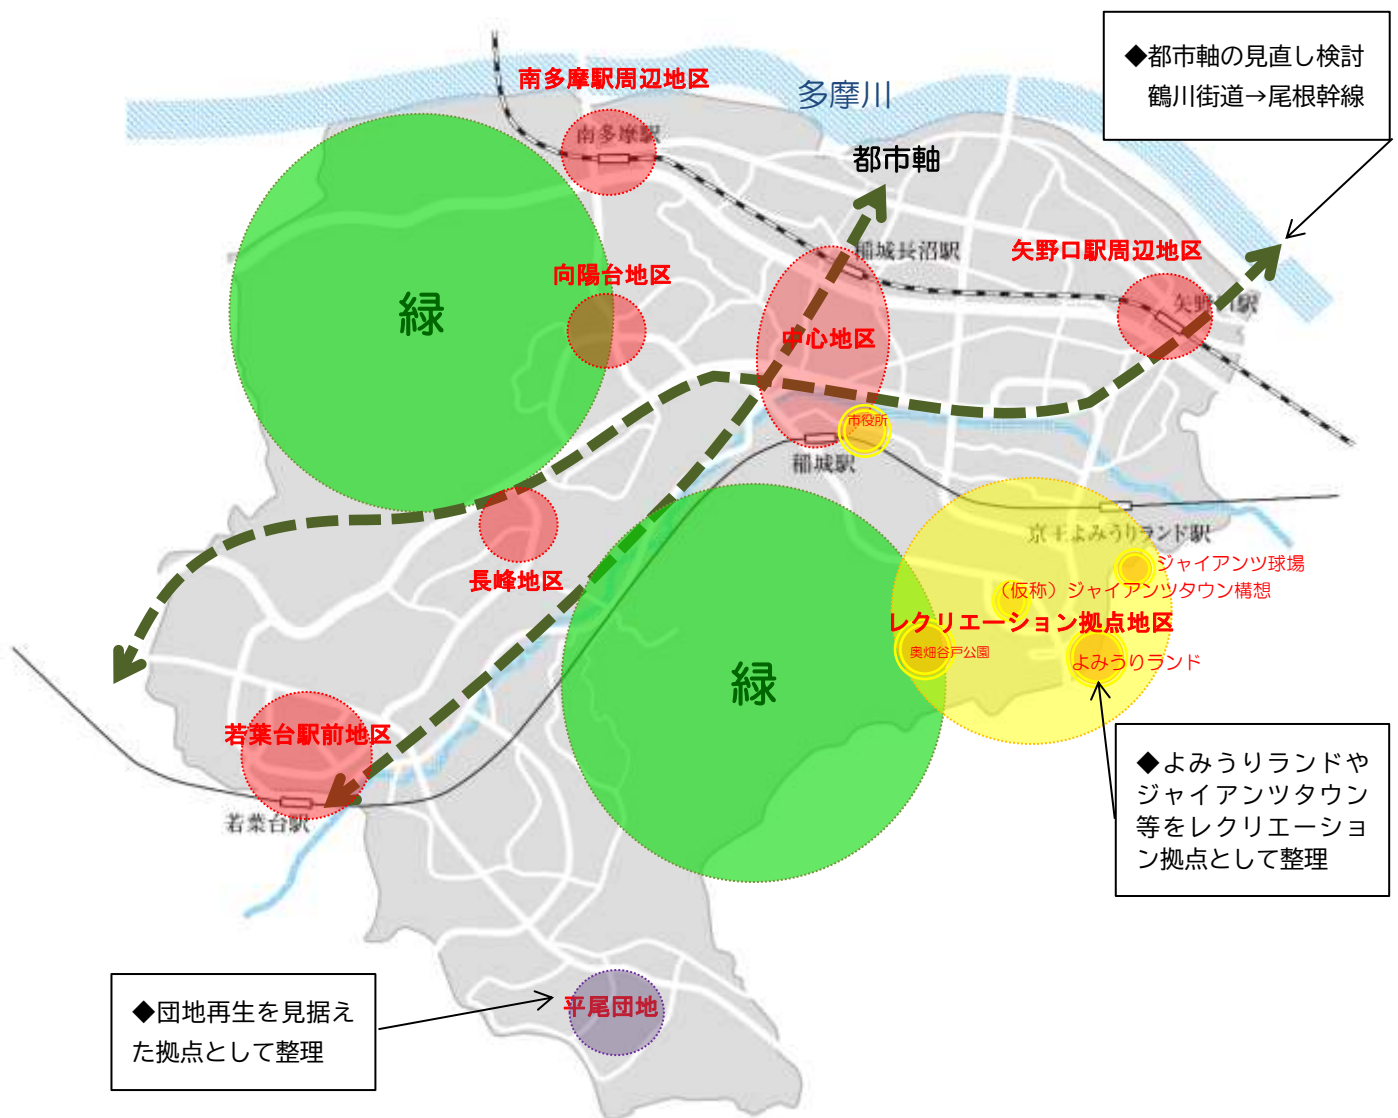 ◆都市軸の見直し検討
鶴川街道→尾根幹線
南多摩駅周辺地区
多摩川
南多摩駅
都市軸
稲城長沼駅
矢野口駅周辺地区
向陽台地区
矢野口駅
緑
中心地区
市役所
稲城駅
京王よみうりランド駅
ジャイアンツ球場
長峰地区
(仮称)ジャイアンツタウン構想
レクリエーション拠点地区
奥畑谷戸公園
よみうりランド
緑
若葉台駅前地区
若葉台駅
◆よみうりランドや
ジャイアンツタウン
等をレクリエーショ
ン拠点として整理
平尾団地
◆団地再生を見据え
た拠点として整理